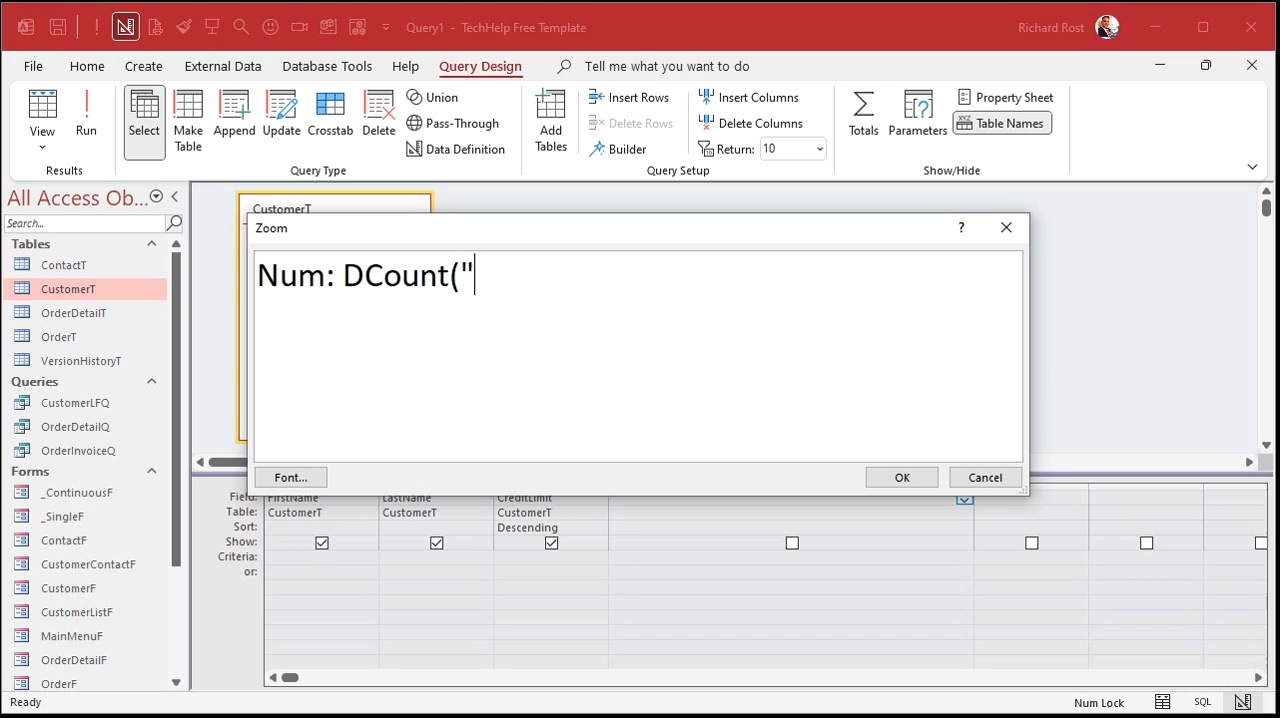 Query1 - TechHelp Free Template
Richard Rost
File Home Create External Data Database Tools Help Query Design Tell me what you want to do
View
Run
Results
Select
Make Table
Append
Update
Crosstab
Delete
Union
Pass-Through
Data Definition
Query Type
Add Tables
Insert Rows
Delete Rows
Builder
Insert Columns
Delete Columns
Return: 10
Query Setup
Totals
Parameters
Property Sheet
Table Names
Show/Hide
All Access Ob...
Search...
Tables
ContactT
CustomerT
OrderDetailT
OrderT
VersionHistoryT
Queries
CustomerLFQ
OrderDetailQ
OrderInvoiceQ
Forms
_ContinuousF
_SingleF
ContactF
CustomerContactF
CustomerF
CustomerListF
MainMenuF
OrderDetailF
OrderF
CustomerT
Zoom
?
Num: DCount("
Font...
OK
Cancel
Field: FirstName LastName CreditLimit
Table: CustomerT CustomerT CustomerT
Sort: Descending
Show:
Criteria:
or:
Ready
Num Lock
SQL